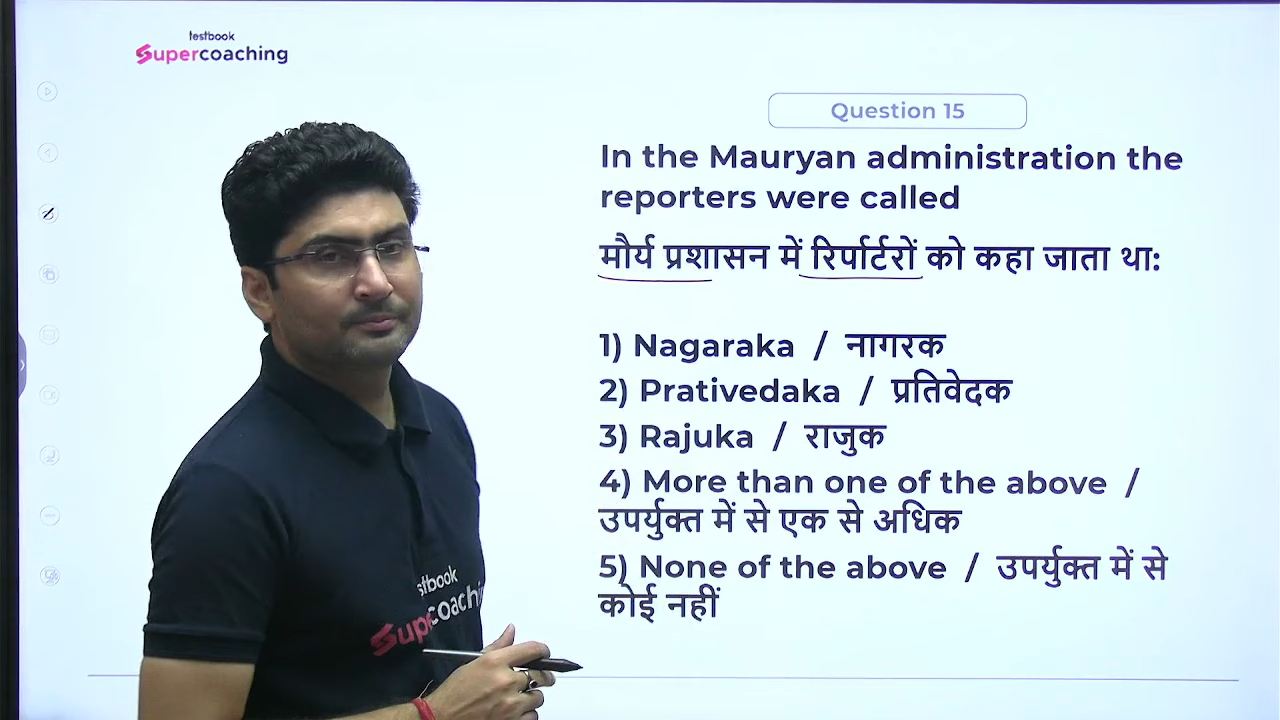 testbook
Supercoaching
Question 15
In the Mauryan administration the
reporters were called
मौर्य प्रशासन में रिर्पार्टरों को कहा जाता था:
1) Nagaraka / नागरक
2) Prativedaka / प्रतिवेदक
3) Rajuka / राजुक
4) More than one of the above /
उपर्युक्त में से एक से अधिक
5) None of the above / उपर्युक्त में से
कोई नहीं